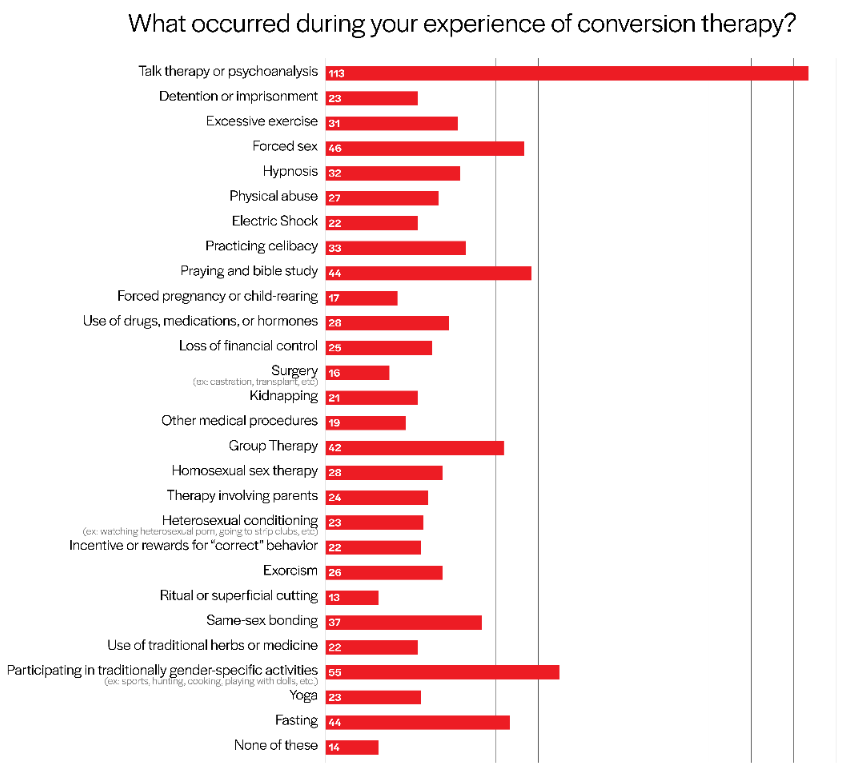 What occurred during your experience of conversion therapy?
Talk therapy or psychoanalysis 113
Detention or imprisonment 23
Excessive exercise 31
Forced sex 46
Hypnosis 32
Physical abuse 27
Electric Shock 22
Practicing celibacy 33
Praying and bible study 44
Forced pregnancy or child-rearing 17
Use of drugs, medications, or hormones 28
Loss of financial control 25
Surgery 16
(ex: castration, transplant, etc)
Kidnapping 21
Other medical procedures 19
Group Therapy 42
Homosexual sex therapy 28
Therapy involving parents 24
Heterosexual conditioning 23
(ex: watching heterosexual porn, going to strip clubs, etc)
Incentive or rewards for “correct” behavior 22
Exorcism 26
Ritual or superficial cutting 13
Same-sex bonding 37
Use of traditional herbs or medicine 22
Participating in traditionally gender-specific activities 55
(ex: sports, hunting, cooking, playing with dolls, etc.)
Yoga 23
Fasting 44
None of these 14